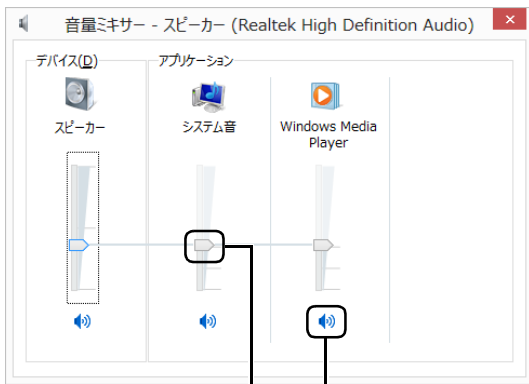 音量ミキサー - スピーカー (Realtek High Definition Audio)
デバイス(D)
アプリケーション
スピーカー
システム音
Windows Media
Player